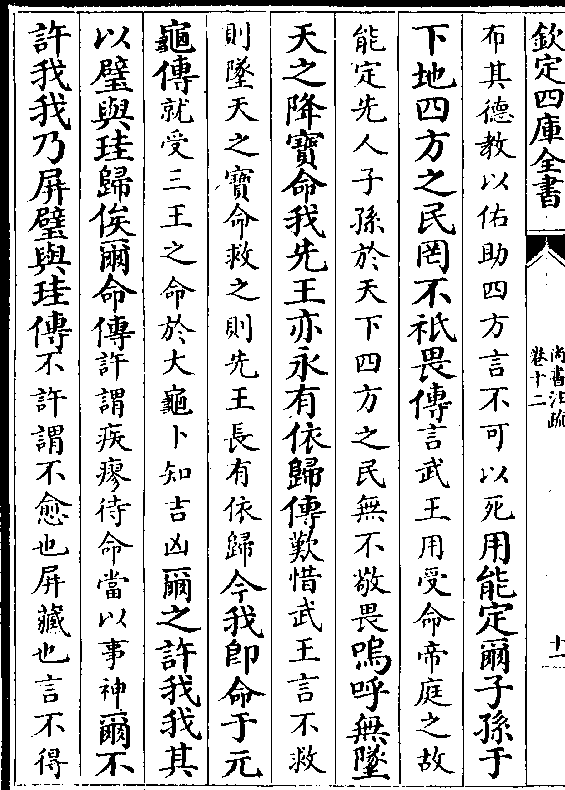 欽定四庫全書
尚書注疏
卷十二
十一
布其德教以佑助四方言不可以死用能定爾子孫于
下地四方之民罔不祇畏傳言武王用受命帝庭之故
能定先人子孫於天下四方之民無不敬畏嗚呼無墜
天之降寶命我先王亦永有依歸傳歎惜武王言不救
則墜天之寶命救之則先王長有依歸今我即命于元
龜傳就受三王之命於大龜卜知吉凶爾之許我我其
以璧與珪歸俟爾命傳許謂疾瘳待命當以事神爾不
許我我乃屏璧與珪傳不許謂不愈也屏藏也言不得